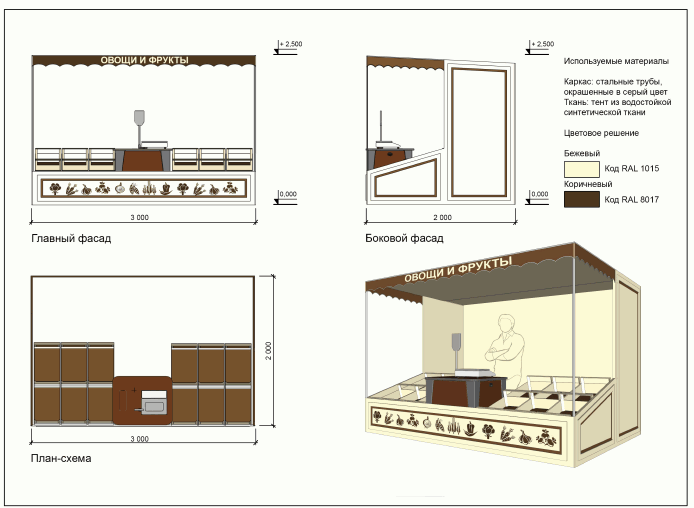 + 2,500
ОВОЩИ И ФРУКТЫ
0,000
3 000
Главный фасад
+ 2,500
0,000
2 000
Боковой фасад
Используемые материалы
Каркас: стальные трубы,
окрашенные в серый цвет
Ткань: тент из водостойкой
синтетической ткани
Цветовое решение
Бежевый
Код RAL 1015
Коричневый
Код RAL 8017
2 000
3 000
План-схема
ОВОЩИ И ФРУКТЫ